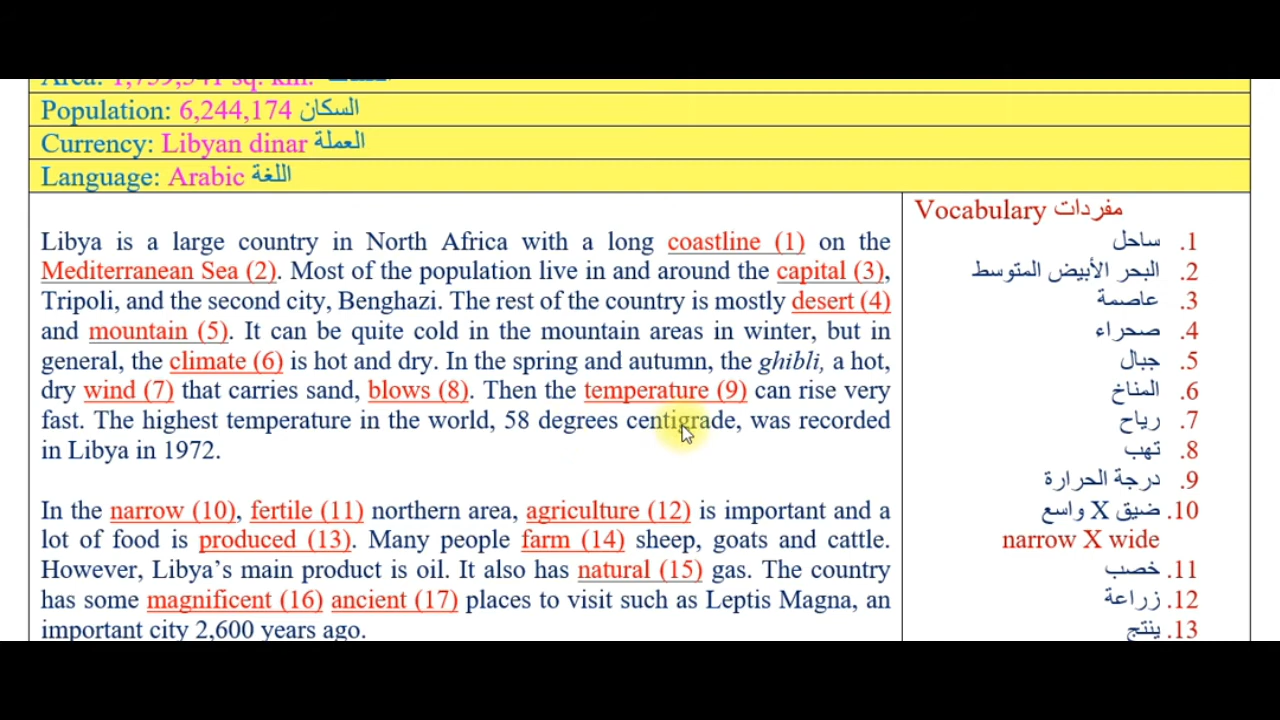 Area: 1,759,541 sq. km. المساحة
Population: 6,244,174 السكان
Currency: Libyan dinar العملة
Language: Arabic اللغة
Libya is a large country in North Africa with a long coastline (1) on the
Mediterranean Sea (2). Most of the population live in and around the capital (3),
Tripoli, and the second city, Benghazi. The rest of the country is mostly desert (4)
and mountain (5). It can be quite cold in the mountain areas in winter, but in
general, the climate (6) is hot and dry. In the spring and autumn, the ghibli, a hot,
dry wind (7) that carries sand, blows (8). Then the temperature (9) can rise very
fast. The highest temperature in the world, 58 degrees centigrade, was recorded
in Libya in 1972.
In the narrow (10), fertile (11) northern area, agriculture (12) is important and a
lot of food is produced (13). Many people farm (14) sheep, goats and cattle.
However, Libya's main product is oil. It also has natural (15) gas. The country
has some magnificent (16) ancient (17) places to visit such as Leptis Magna, an
important city 2,600 years ago.
Vocabulary مفردات
1. ساحل
2. البحر الأبيض المتوسط
3. عاصمة
4. صحراء
5. جبال
6. المناخ
7. رياح
8. تهب
9. درجة الحرارة
10. ضيق X واسع
narrow X wide
11. خصب
12. زراعة
13. ينتج